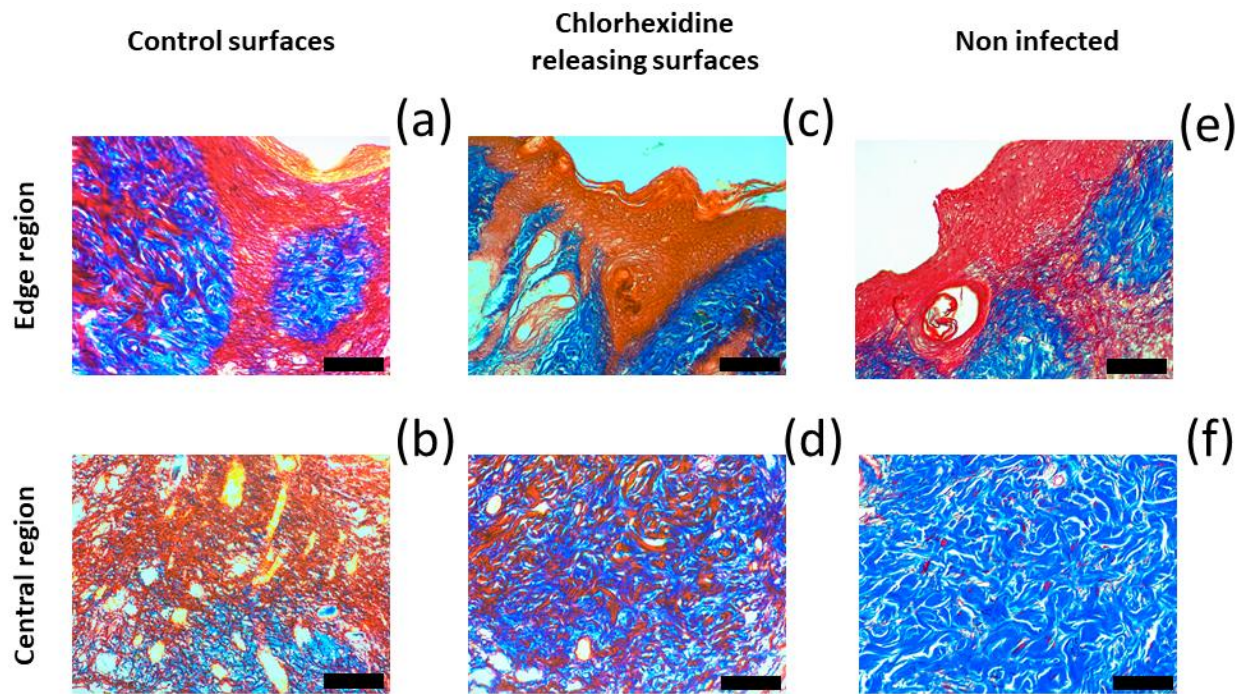 Control surfaces
Chlorhexidine
releasing surfaces
Non infected
Edge region
(a)
(c)
(e)
Central region
(b)
(d)
(f)